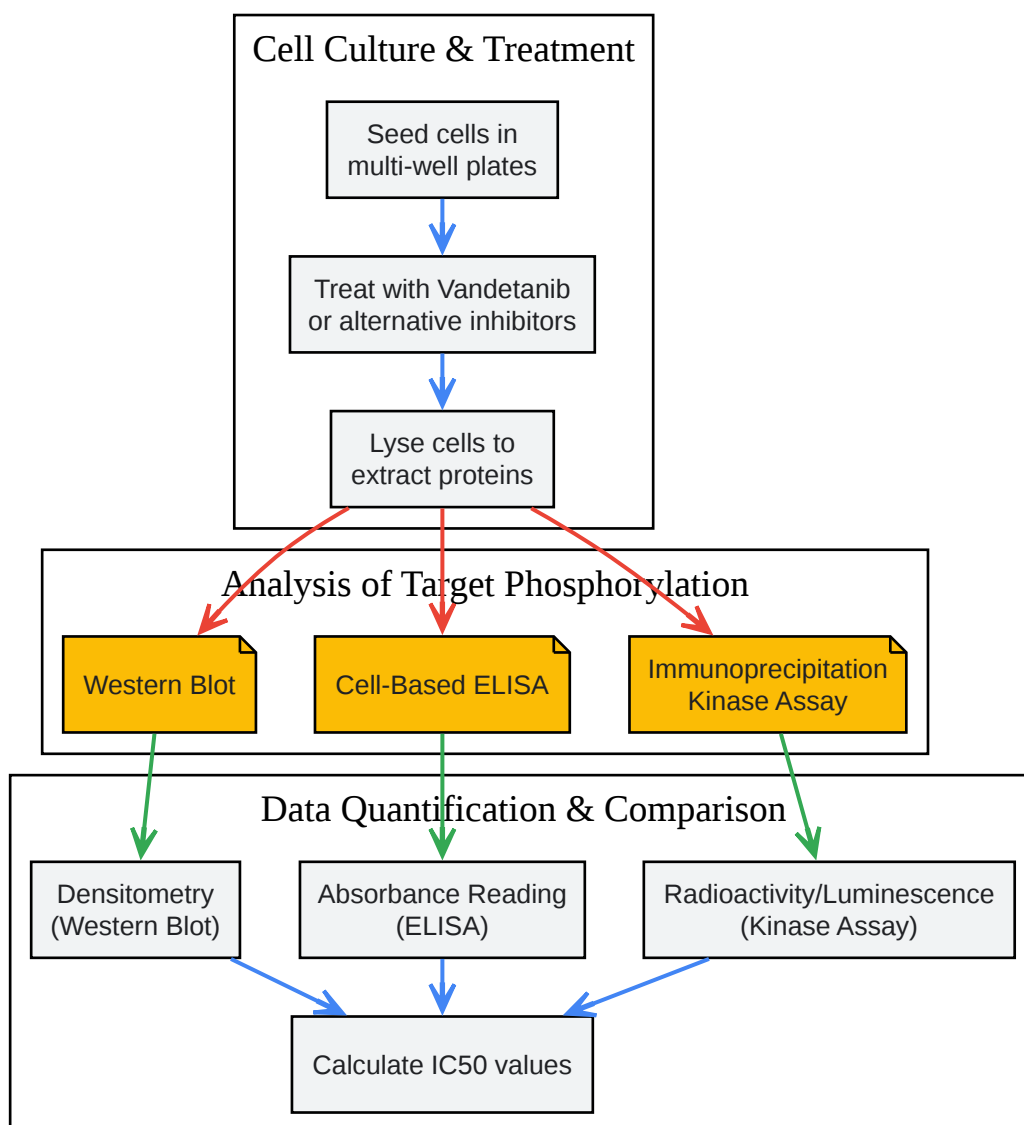 Cell Culture & Treatment
Seed cells in
multi-well plates
Treat with Vandetanib
or alternative inhibitors
Lyse cells to
extract proteins
Analysis of Target Phosphorylation
Western Blot
Cell-Based ELISA
Immunoprecipitation
Kinase Assay
Data Quantification & Comparison
Densitometry
(Western Blot)
Absorbance Reading
(ELISA)
Radioactivity/Luminescence
(Kinase Assay)
Calculate IC50 values